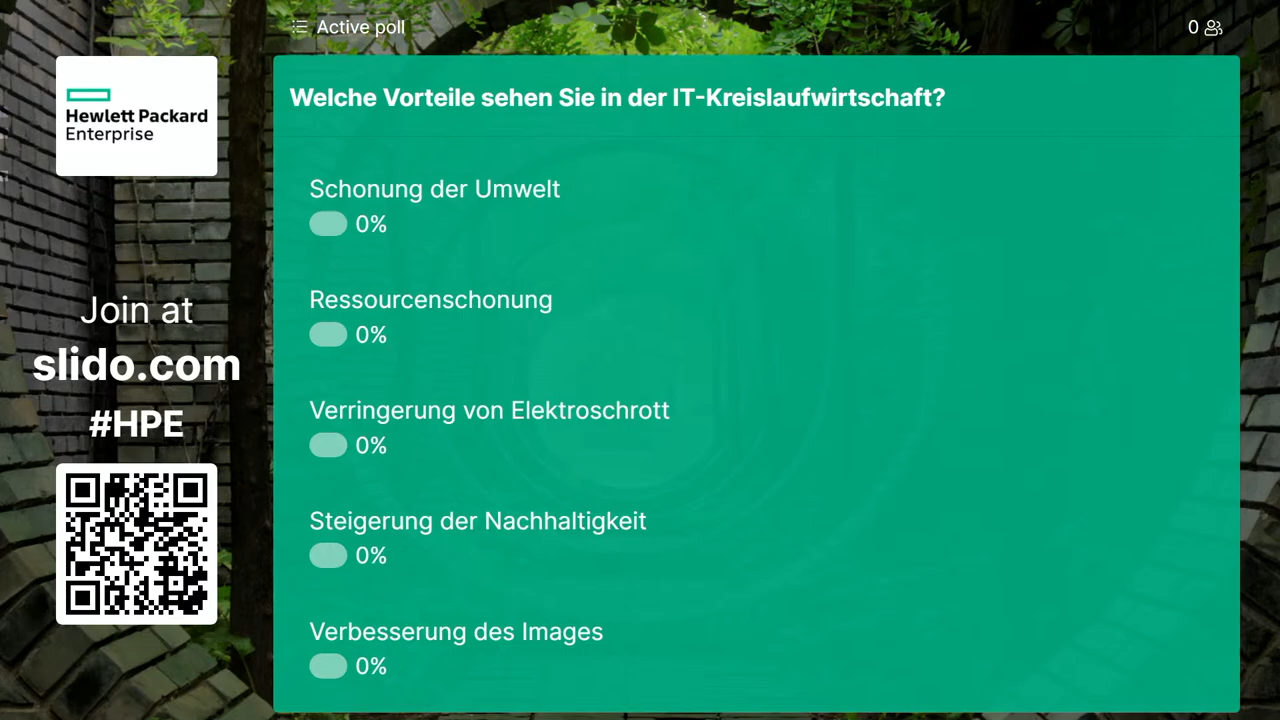 Active poll
0
Hewlett Packard
Enterprise
Join at
slido.com
#HPE
Welche Vorteile sehen Sie in der IT-Kreislaufwirtschaft?
Schonung der Umwelt
0%
Ressourcenschonung
0%
Verringerung von Elektroschrott
0%
Steigerung der Nachhaltigkeit
0%
Verbesserung des Images
0%